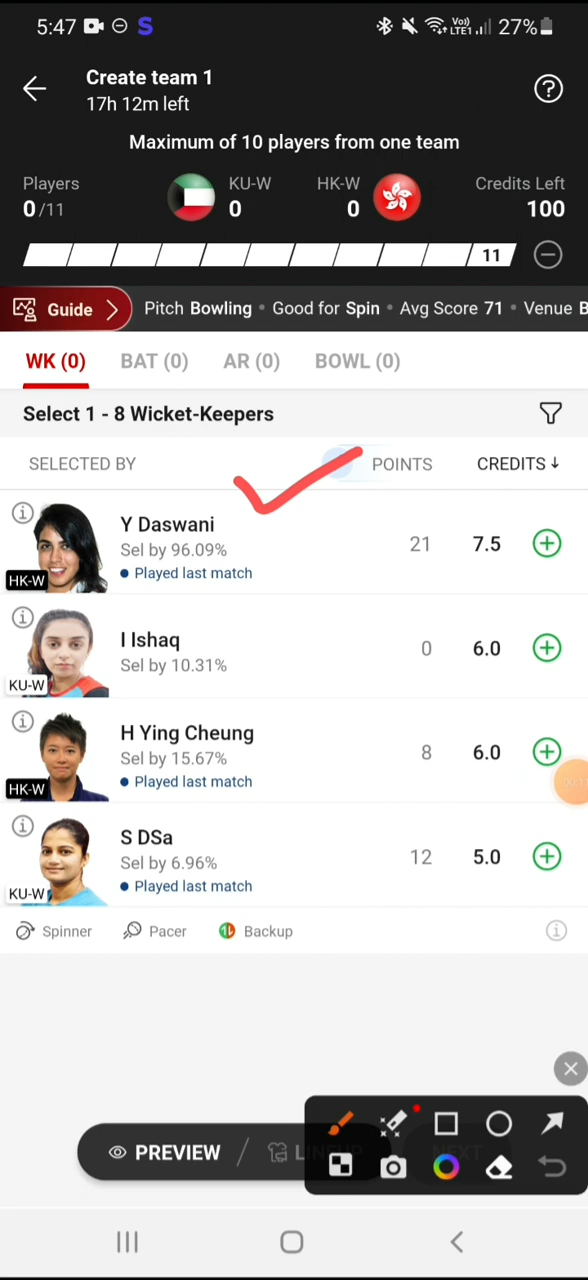 5:47 S Vo) LTE1 27%
Create team 1
17h 12m left
Maximum of 10 players from one team
Players KU-W HK-W Credits Left
0/11 0 0 100
11
Guide Pitch Bowling • Good for Spin • Avg Score 71 • Venue B
WK (0) BAT (0) AR (0) BOWL (0)
Select 1 - 8 Wicket-Keepers
SELECTED BY POINTS CREDITS↓
Y Daswani
Sel by 96.09% 21 7.5
Played last match
HK-W
I Ishaq
Sel by 10.31% 0 6.0
KU-W
H Ying Cheung
Sel by 15.67% 8 6.0
Played last match
HK-W
S DSa
Sel by 6.96% 12 5.0
Played last match
KU-W
Spinner Pacer Backup
PREVIEW / LINEUP NEXT